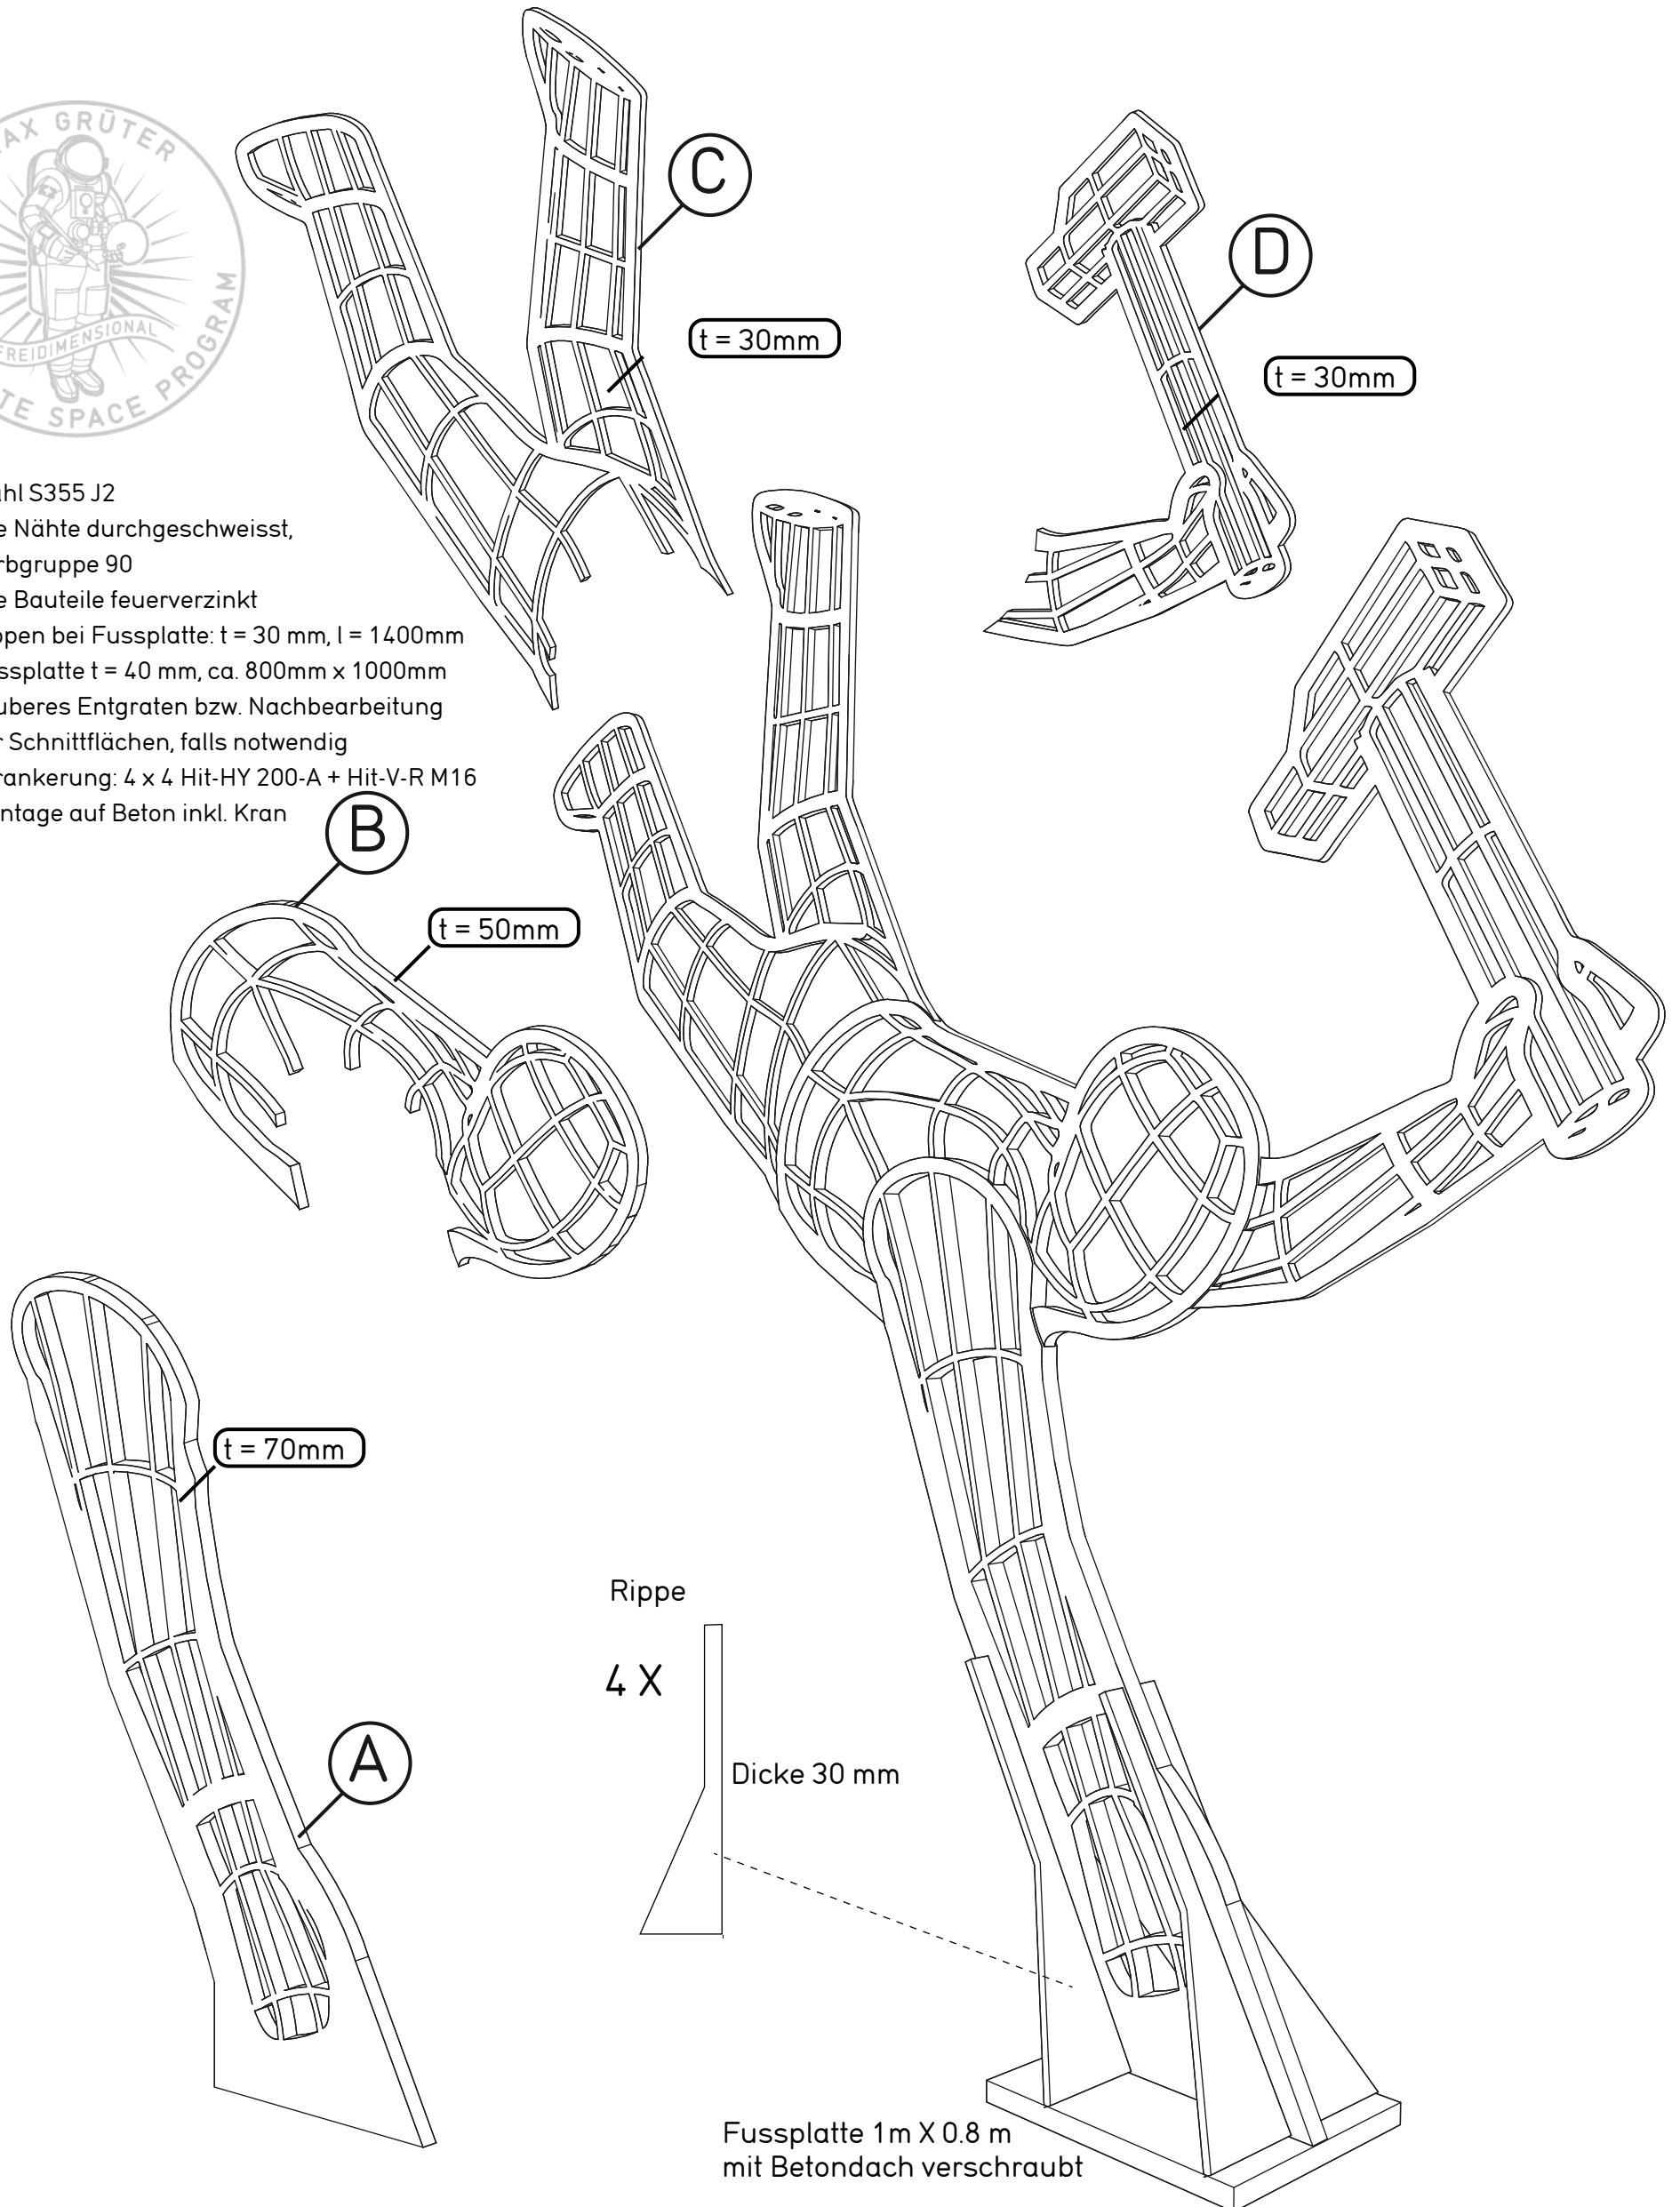 AX GRÜTER
FREIDIMENSIONAL
TE SPACE PROGRAM
C
D
t = 30mm
t = 30mm
hl S355 J2
e Nähte durchgeschweisst,
rbgruppe 90
e Bauteile feuerverzinkt
ppen bei Fussplatte: t = 30 mm, l = 1400mm
ssplatte t = 40 mm, ca. 800mm x 1000mm
uberes Entgraten bzw. Nachbearbeitung
r Schnittflächen, falls notwendig
rankerung: 4 x 4 Hit-HY 200-A + Hit-V-R M16
ntage auf Beton inkl. Kran
B
t = 50mm
t = 70mm
Rippe
4 X
A
Dicke 30 mm
Fussplatte 1m X 0.8 m
mit Betondach verschraubt